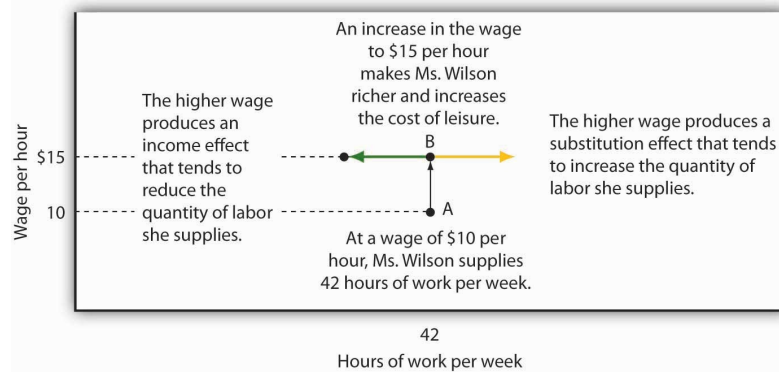 An increase in the wage
to $15 per hour
makes Ms. Wilson
richer and increases
the cost of leisure.
The higher wage
produces an
income effect
that tends to
reduce the
quantity of labor
she supplies.
B
The higher wage produces a
substitution effect that tends
to increase the quantity of
labor she supplies.
Wage per hour
$15
10
A
At a wage of $10 per
hour, Ms. Wilson supplies
42 hours of work per week.
42
Hours of work per week